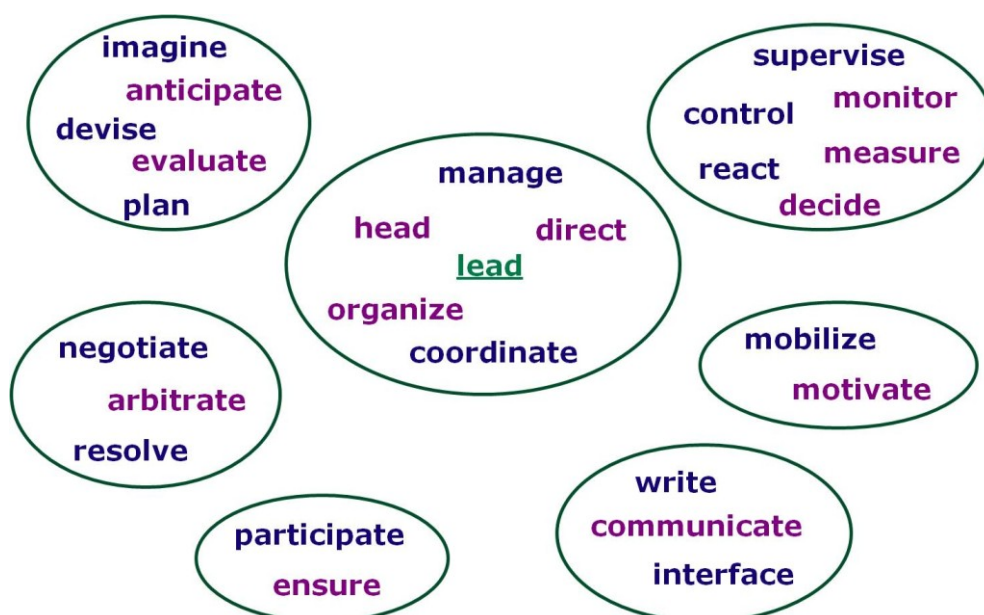 imagine
anticipate
devise
evaluate
plan
supervise
monitor
control
measure
react
decide
manage
head
direct
lead
organize
coordinate
negotiate
arbitrate
resolve
mobilize
motivate
participate
ensure
write
communicate
interface